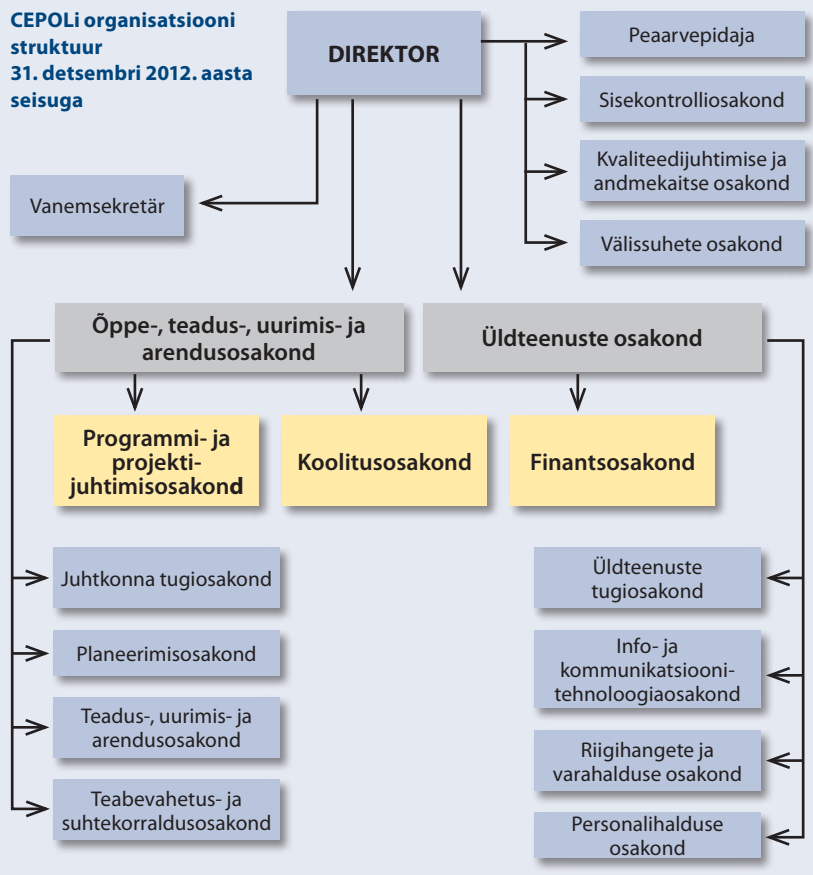 CEPOLi organisatsiooni
struktuur
31. detsembri 2012. aasta
seisuga
DIREKTOR
Peaarvepidaja
Sisekontrolliosakond
Kvaliteedijuhtimise ja
andmekaitse osakond
Välissuhete osakond
Vanemsekretär
Õppe-, teadus-, uurimis- ja
arendusosakond
Üldteenuste osakond
Programmi- ja
projekti-
juhtimisosakond
Koolitusosakond
Finantsosakond
Juhtkonna tugiosakond
Planeerimisosakond
Teadus-, uurimis- ja
arendusosakond
Teabevahetus- ja
suhtekorraldusosakond
Üldteenuste
tugiosakond
Info- ja
kommunikatsiooni-
tehnoloogiaosakond
Riigihangete ja
varahalduse osakond
Personalihalduse
osakond